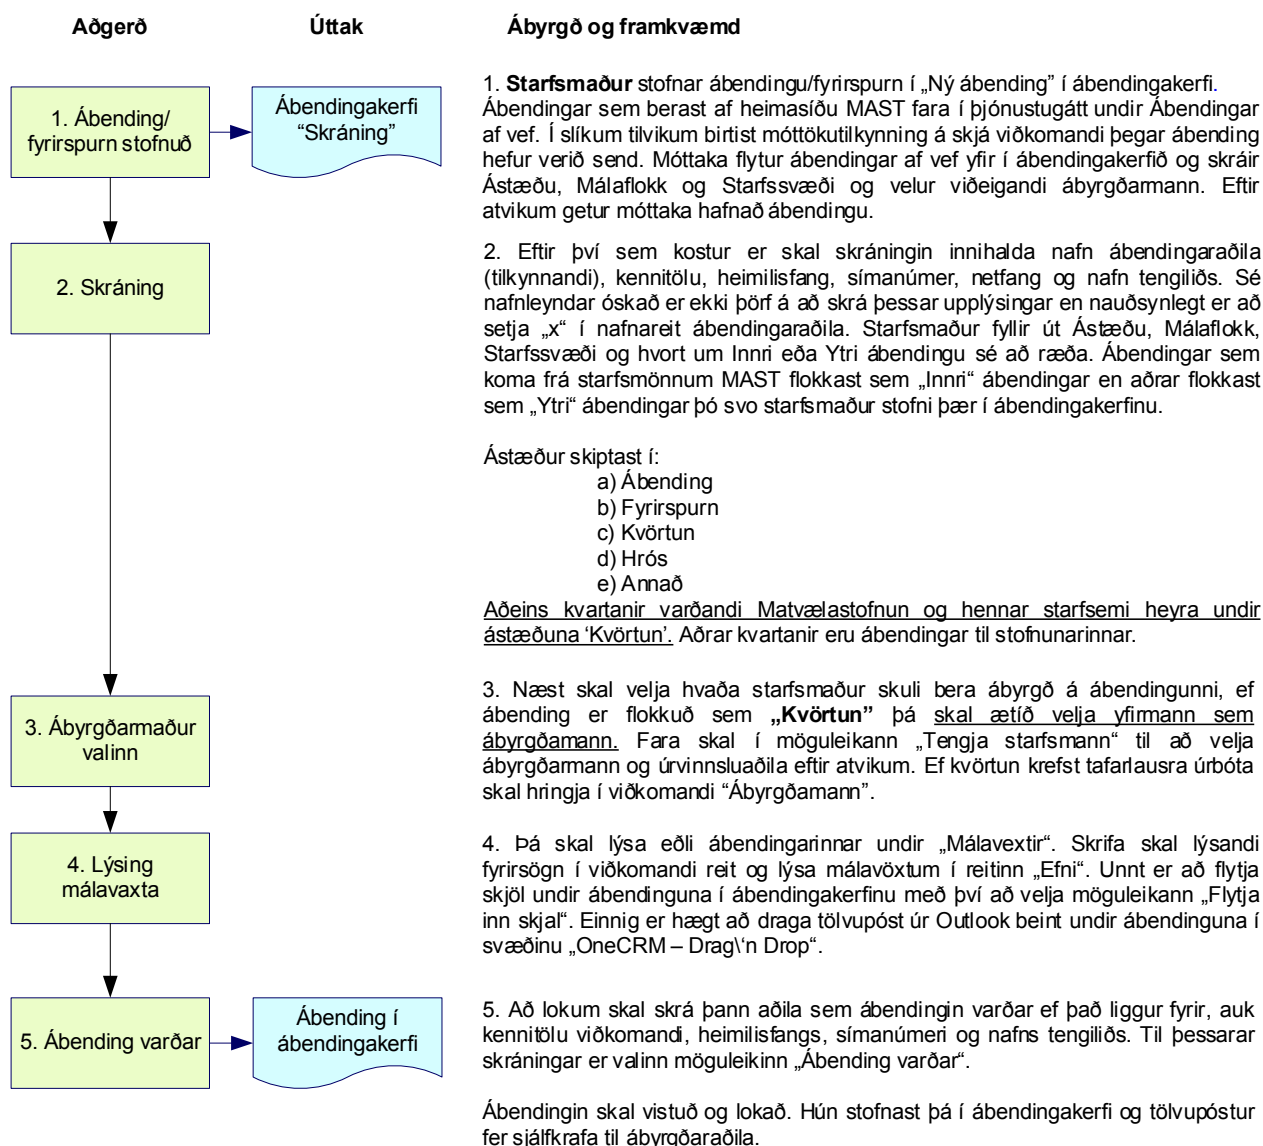 Aðgerð
Úttak
Ábyrgð og framkvæmd
1. Ábending/
fyrirspurn stofnuð
Ábendingakerfi
“Skráning”
1. Starfsmaður stofnar ábendingu/fyrirspurn í „Ný ábending” í ábendingakerfi.
Ábendingar sem berast af heimasíðu MAST fara í þjónustugátt undir Ábendingar
af vef. Í slíkum tilvikum birtist móttökutilkynning á skjá viðkomandi þegar ábending
hefur verið send. Móttaka flytur ábendingar af vef yfir í ábendingakerfið og skráir
Ástæðu, Málaflokk og Starfssvæði og velur viðeigandi ábyrgðarmann. Eftir
atvikum getur móttaka hafnað ábendingu.
2. Skráning
2. Eftir því sem kostur er skal skráningin innihalda nafn ábendingaraðila
(tilkynnandi), kennitölu, heimilisfang, símanúmer, netfang og nafn tengiliðs. Sé
nafnleyndar óskað er ekki þörf á að skrá þessar upplýsingar en nauðsynlegt er að
setja „x“ í nafnareit ábendingaraðila. Starfsmaður fyllir út Ástæðu, Málaflokk,
Starfssvæði og hvort um Innri eða Ytri ábendingu sé að ræða. Ábendingar sem
koma frá starfsmönnum MAST flokkast sem „Innri“ ábendingar en aðrar flokkast
sem „Ytri“ ábendingar þó svo starfsmaður stofni þær í ábendingakerfinu.
Ástæður skiptast í:
a) Ábending
b) Fyrirspurn
c) Kvörtun
d) Hrós
e) Annað
Aðeins kvartanir varðandi Matvælastofnun og hennar starfsemi heyra undir
ástæðuna ‘Kvörtun’. Aðrar kvartanir eru ábendingar til stofnunarinnar.
3. Ábyrgðarmaður
valinn
3. Næst skal velja hvaða starfsmaður skuli bera ábyrgð á ábendingunni, ef
ábending er flokkuð sem „Kvörtun” þá skal ætíð velja yfirmann sem
ábyrgðamann. Fara skal í möguleikann „Tengja starfsmann“ til að velja
ábyrgðarmann og úrvinnsluaðila eftir atvikum. Ef kvörtun krefst tafarlausra úrbóta
skal hringja í viðkomandi “Ábyrgðamann”.
4. Lýsing
málavaxta
4. Þá skal lýsa eðli ábendingarinnar undir „Málavextir“. Skrifa skal lýsandi
fyrirsögn í viðkomandi reit og lýsa málavöxtum í reitinn „Efni“. Unnt er að flytja
skjöl undir ábendinguna í ábendingakerfinu með því að velja möguleikann „Flytja
inn skjal“. Einnig er hægt að draga tölvupóst úr Outlook beint undir ábendinguna í
svæðinu „OneCRM – Drag\‘n Drop“.
5. Ábending varðar
Ábending í
ábendingakerfi
5. Að lokum skal skrá þann aðila sem ábendingin varðar ef það liggur fyrir, auk
kennitölu viðkomandi, heimilisfangs, símanúmeri og nafns tengiliðs. Til þessarar
skráningar er valinn möguleikinn „Ábending varðar“.
Ábendingin skal vistuð og lokað. Hún stofnast þá í ábendingakerfi og tölvupóstur
fer sjálfkrafa til ábyrgðaraðila.